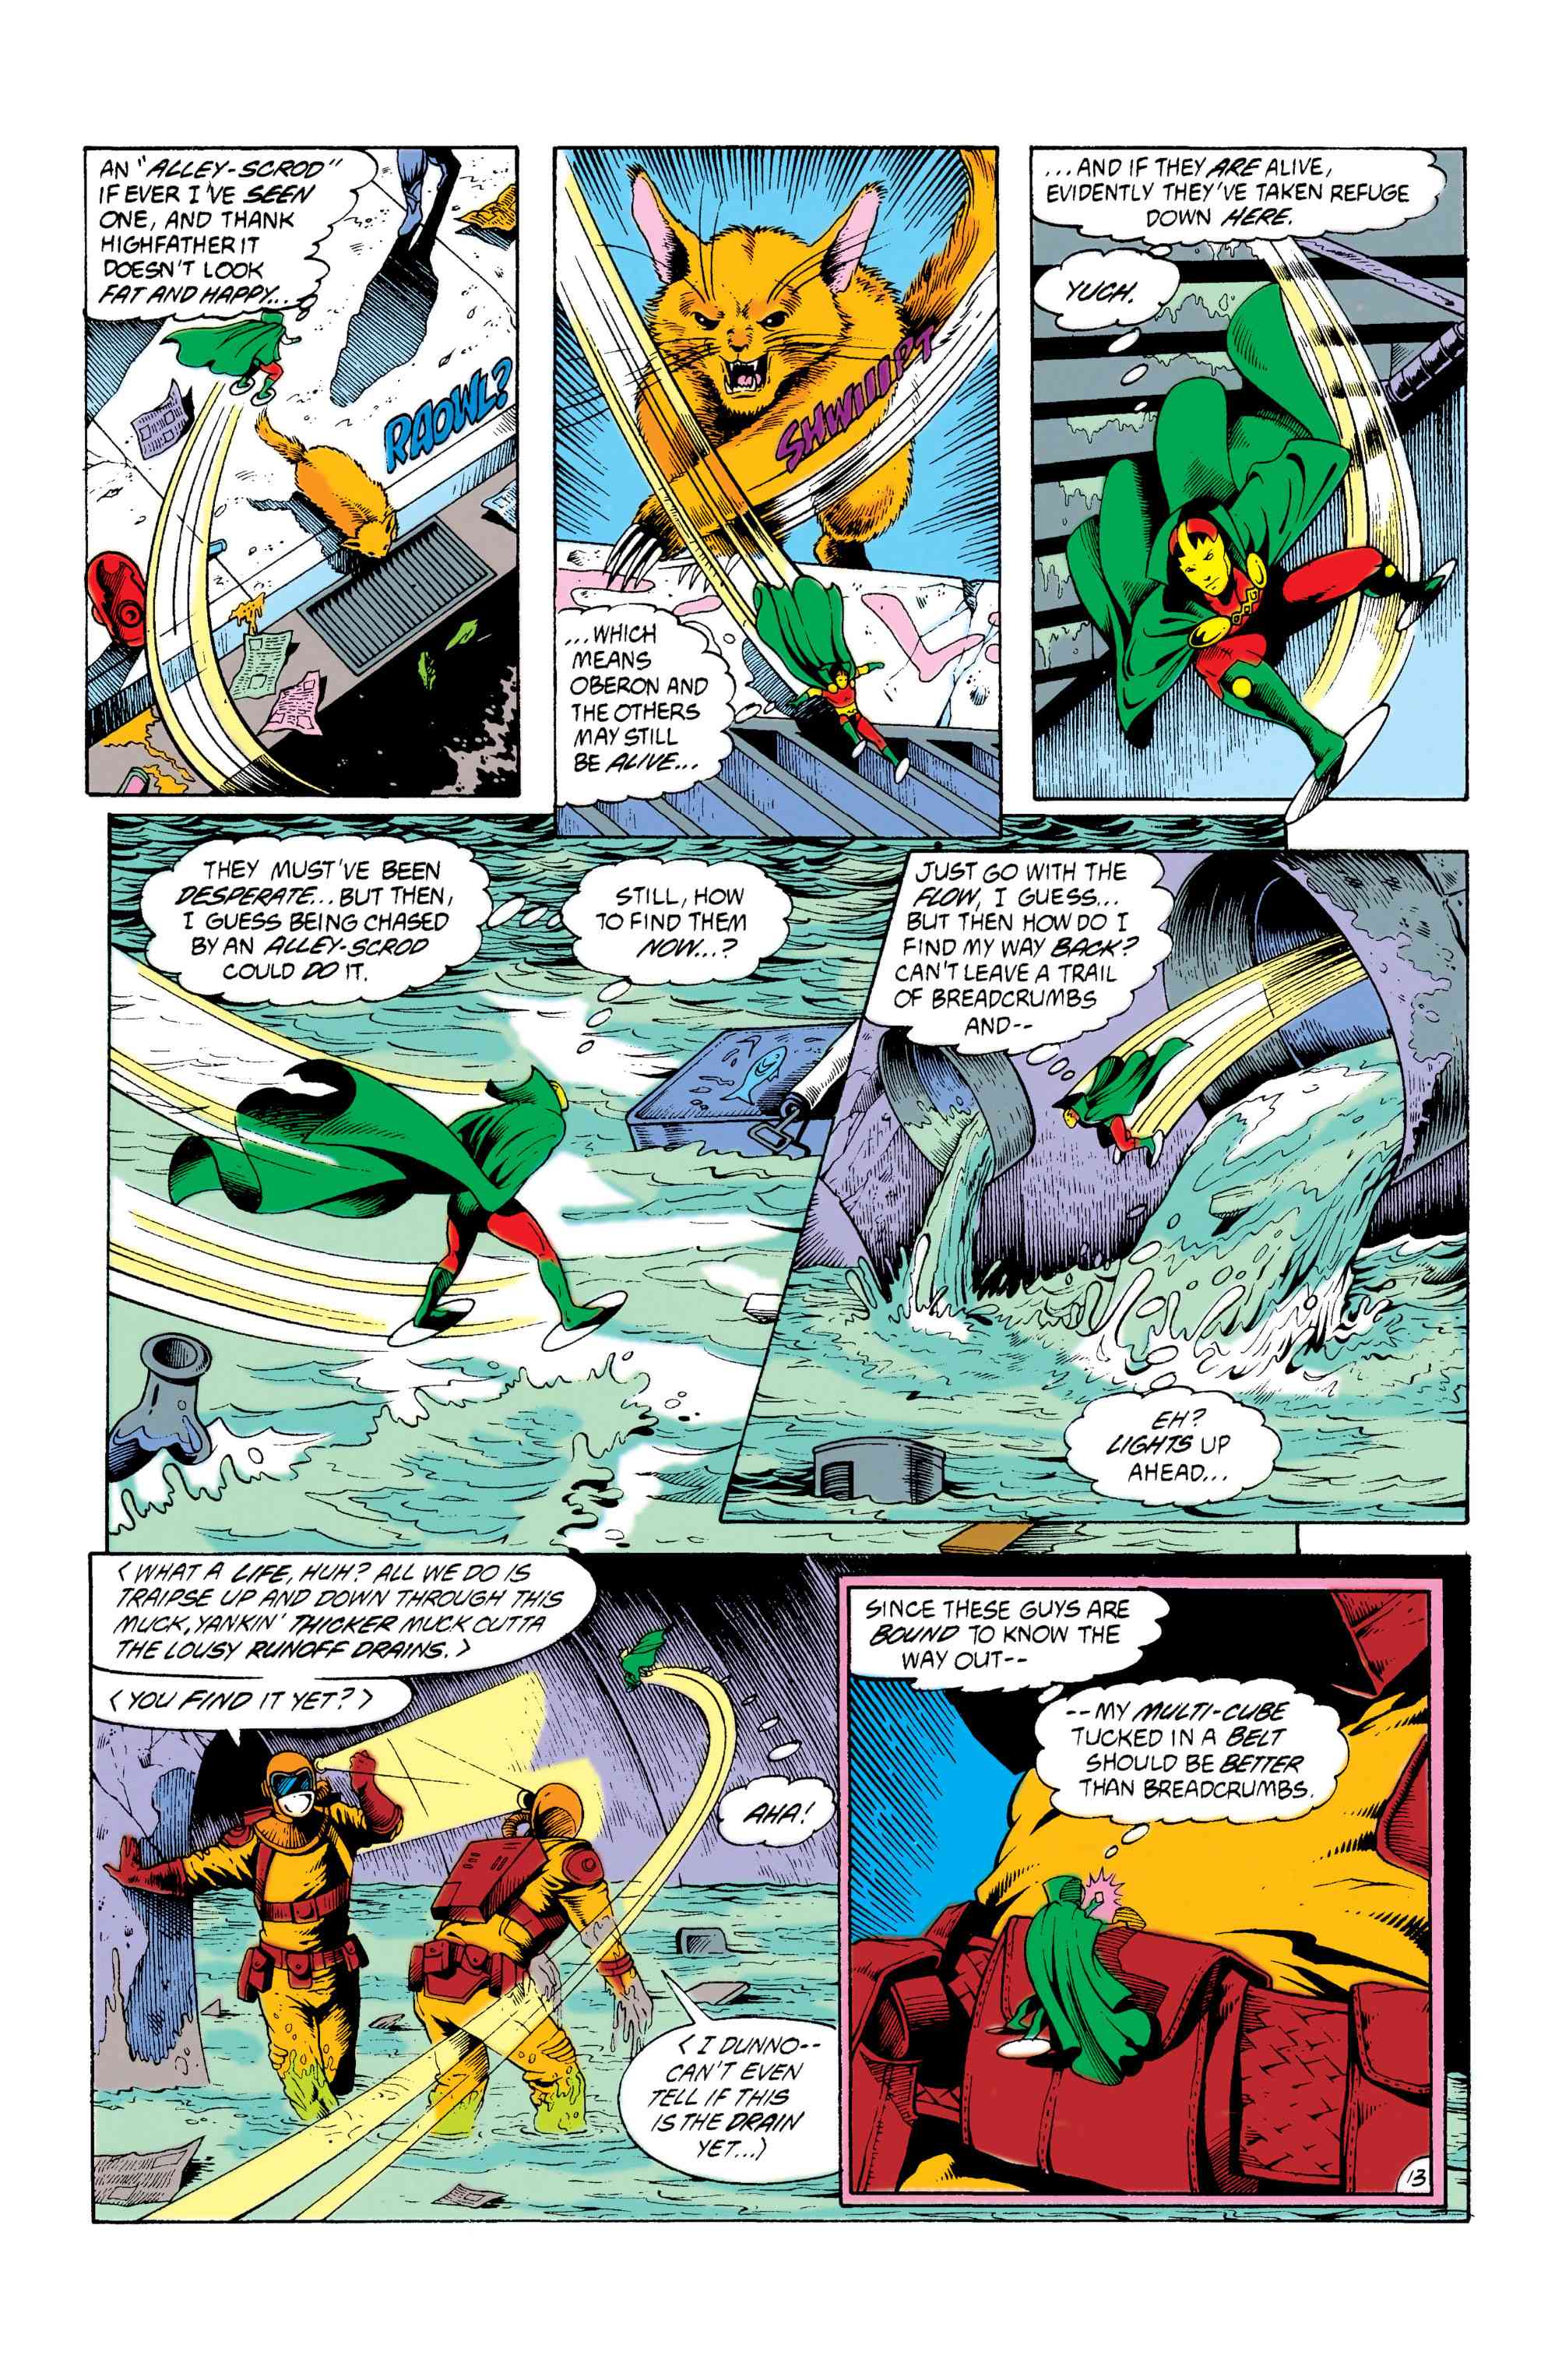 AN "ALLEY-SCROD"
IF EVER I'VE SEEN
ONE, AND THANK
HIGHFATHER IT
DOESN'T LOOK
FAT AND HAPPY...
RAOWL?
SHWIIIPT
...WHICH
MEANS
OBERON AND
THE OTHERS
MAY STILL
BE ALIVE...
...AND IF THEY ARE ALIVE,
EVIDENTLY THEY'VE TAKEN REFUGE
DOWN HERE.
YUCH.
THEY MUST'VE BEEN
DESPERATE... BUT THEN,
I GUESS BEING CHASED
BY AN ALLEY-SCROD
COULD DO IT.
STILL, HOW
TO FIND THEM
NOW...?
JUST GO WITH THE
FLOW, I GUESS...
BUT THEN HOW DO I
FIND MY WAY BACK?
CAN'T LEAVE A TRAIL
OF BREADCRUMBS
AND--
EH?
LIGHTS UP
AHEAD...
<WHAT A LIFE, HUH? ALL WE DO IS
TRAIPSE UP AND DOWN THROUGH THIS
MUCK, YANKIN' THICKER MUCK OUTTA
THE LOUSY RUNOFF DRAINS.>
<YOU FIND IT YET?>
AHA!
<I DUNNO--
CAN'T EVEN
TELL IF THIS
IS THE DRAIN
YET...>
SINCE THESE GUYS ARE
BOUND TO KNOW THE
WAY OUT--
--MY MULTI-CUBE
TUCKED IN A BELT
SHOULD BE BETTER
THAN BREADCRUMBS.
13